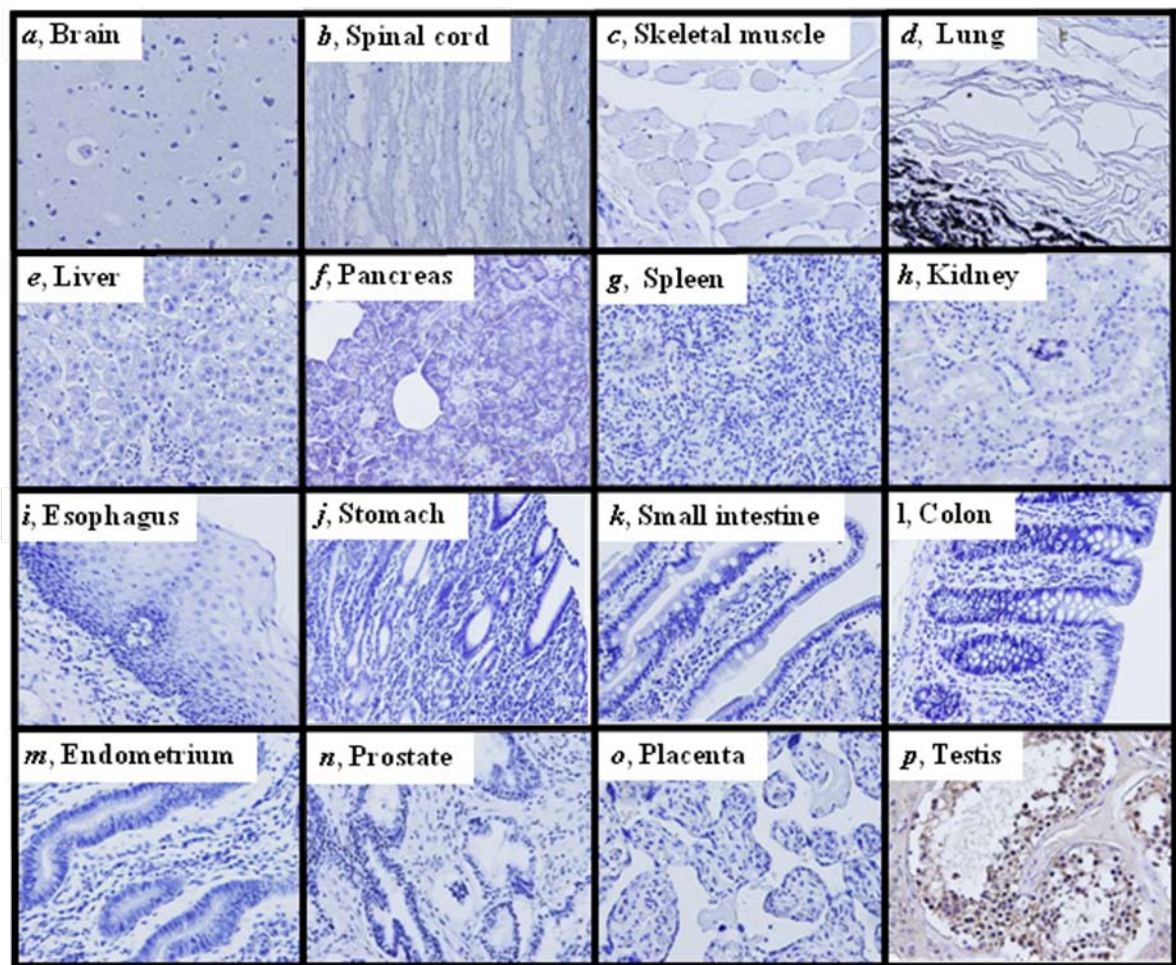 a, Brain
b, Spinal cord
c, Skeletal muscle
d, Lung
e, Liver
f, Pancreas
g, Spleen
h, Kidney
i, Esophagus
j, Stomach
k, Small intestine
l, Colon
m, Endometrium
n, Prostate
o, Placenta
p, Testis